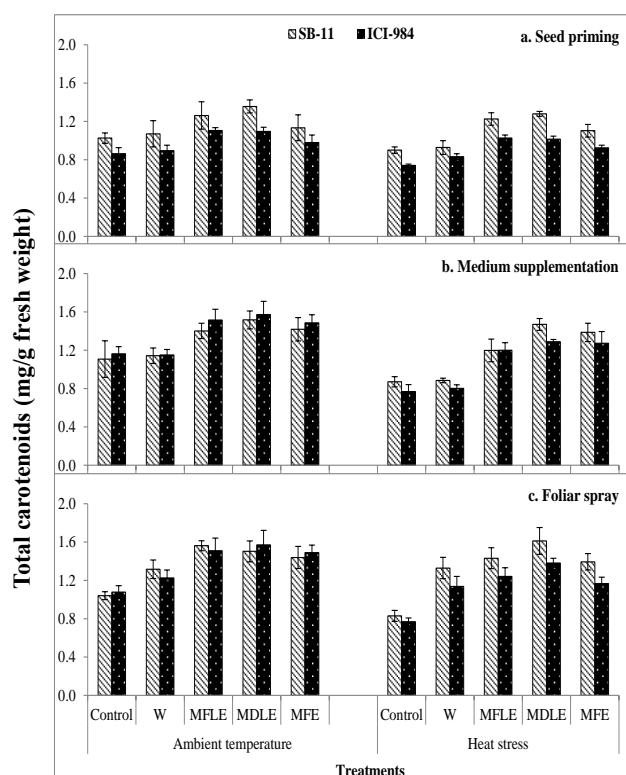 SB-11 ICI-984
a. Seed priming
2.0
1.6
1.2
0.8
0.4
0.0
b. Medium supplementation
2.0
1.6
1.2
0.8
0.4
0.0
c. Foliar spray
2.0
1.6
1.2
0.8
0.4
0.0
Total carotenoids (mg/g fresh weight)
Control W MFLE MDLE MFE Control W MFLE MDLE MFE
Ambient temperature Heat stress
Treatments